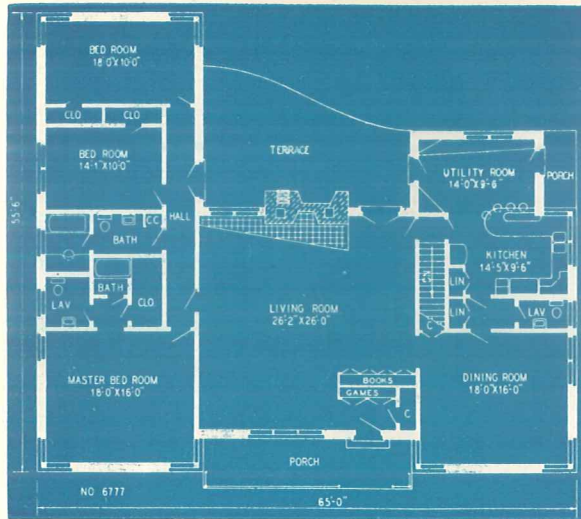 BED ROOM
18'-0"X10'-0"
CLO
CLO
BED ROOM
14'-1"X10'-0"
TERRACE
UTILITY ROOM
14'-0"X9'-6"
PORCH
55'-6"
HALL
BATH
CC
KITCHEN
14'-5"X9'-6"
BATH
LAV
CLO.
LIVING ROOM
26'-2"X26'-0"
LIN
LIN
LAV
C
MASTER BED ROOM
18'-0"X16'-0"
BOOKS
GAMES
C
DINING ROOM
18'-0"X16'-0"
PORCH
NO 6777
65'-0"